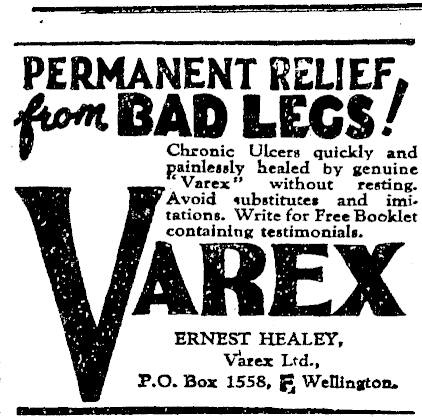 PERMANENT RELIEF
from BAD LEGS!
Chronic Ulcers quickly and
painlessly healed by genuine
"Varex" without resting.
Avoid substitutes and imi-
tations. Write for Free Booklet
containing testimonials.
VAREX
ERNEST HEALEY,
Varex Ltd.,
P.O. Box 1558, E Wellington.